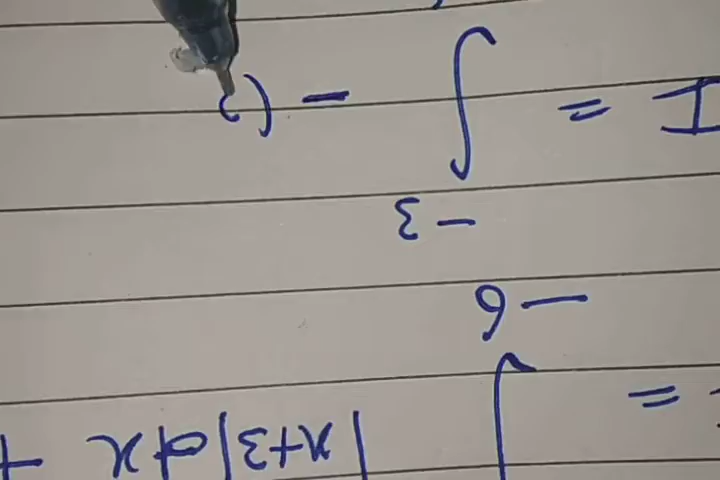 = ∫ |x+3| dx +
-6
-3
I = ∫ - (